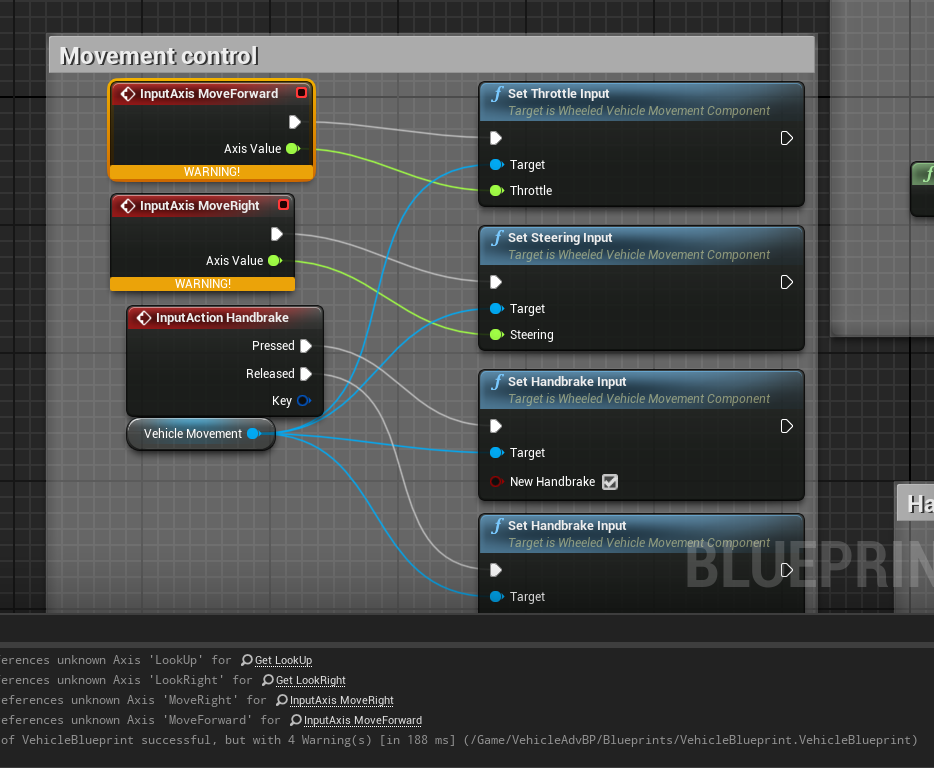 Movement control
InputAxis MoveForward
Axis Value
WARNING!
InputAxis MoveRight
Axis Value
WARNING!
InputAction Handbrake
Pressed
Released
Key
Vehicle Movement
f Set Throttle Input
Target is Wheeled Vehicle Movement Component
Target
Throttle
f Set Steering Input
Target is Wheeled Vehicle Movement Component
Target
Steering
f Set Handbrake Input
Target is Wheeled Vehicle Movement Component
Target
New Handbrake
f Set Handbrake Input
Target is Wheeled Vehicle Movement Component
Target
f
Ha
BLUEPRIN
erences unknown Axis 'LookUp' for Get LookUp
erences unknown Axis 'LookRight' for Get LookRight
eferences unknown Axis 'MoveRight' for InputAxis MoveRight
eferences unknown Axis 'MoveForward' for InputAxis MoveForward
of VehicleBlueprint successful, but with 4 Warning(s) [in 188 ms] (/Game/VehicleAdvBP/Blueprints/VehicleBlueprint.VehicleBlueprint)